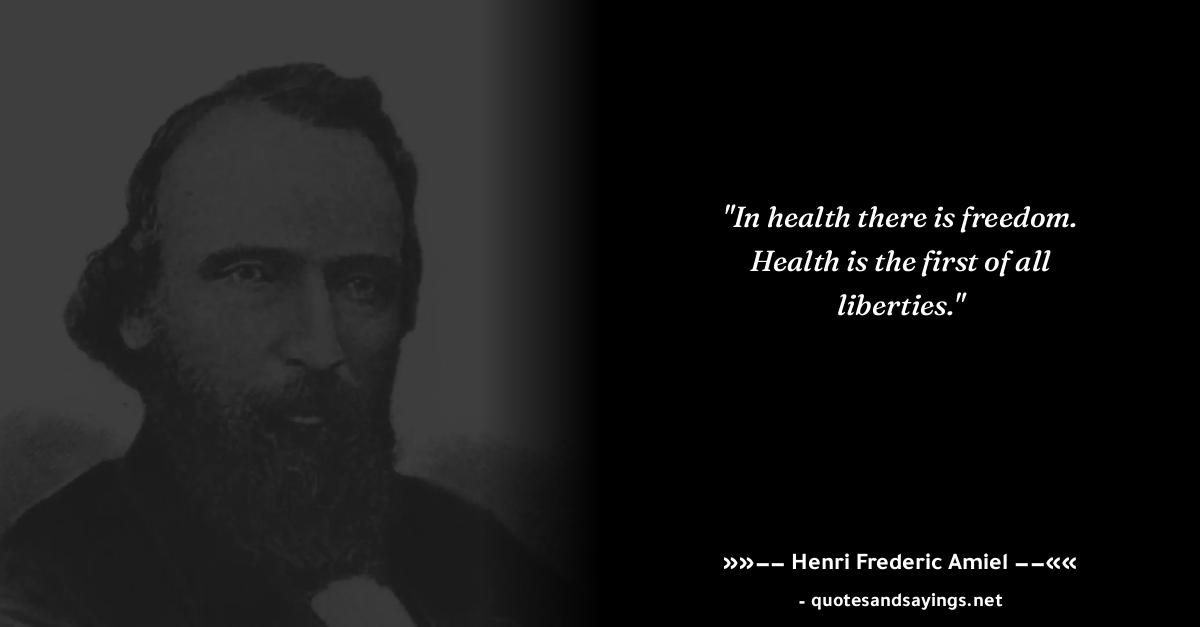 "In health there is freedom.
Health is the first of all
liberties."
»»−− Henri Frederic Amiel −−««
- quotesandsayings.net